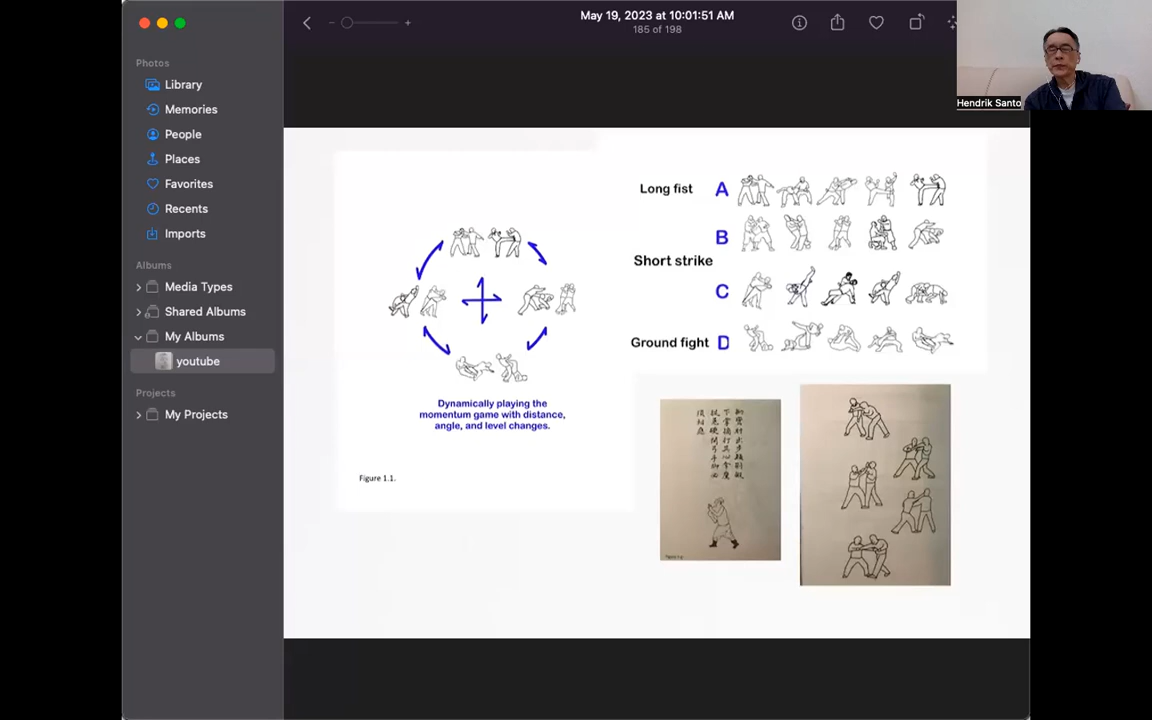 May 19, 2023 at 10:01:51 AM
185 of 198
Hendrik Santo
Photos
Library
Memories
People
Places
Favorites
Recents
Imports
Albums
Media Types
Shared Albums
My Albums
youtube
Projects
My Projects
Long fist A
B
Short strike
C
Ground fight D
Dynamically playing the
momentum game with distance,
angle, and level changes.
Figure 1.1.